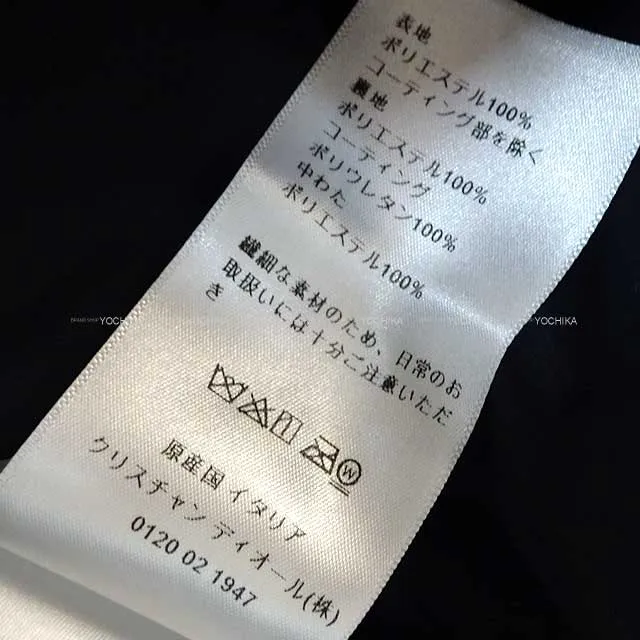 表地
ポリエステル100%
コーティング部を除く
裏地
ポリエステル100%
コーティング
ポリウレタン100%
中わた
ポリエステル100%
繊細な素材のため、日常のお
取扱いには十分ご注意いただ
き
W
原産国 イタリア
クリスチャン ディオール(株)
0120 02 1947
BRAND SHOP YOCHIKA
YOCHIKA